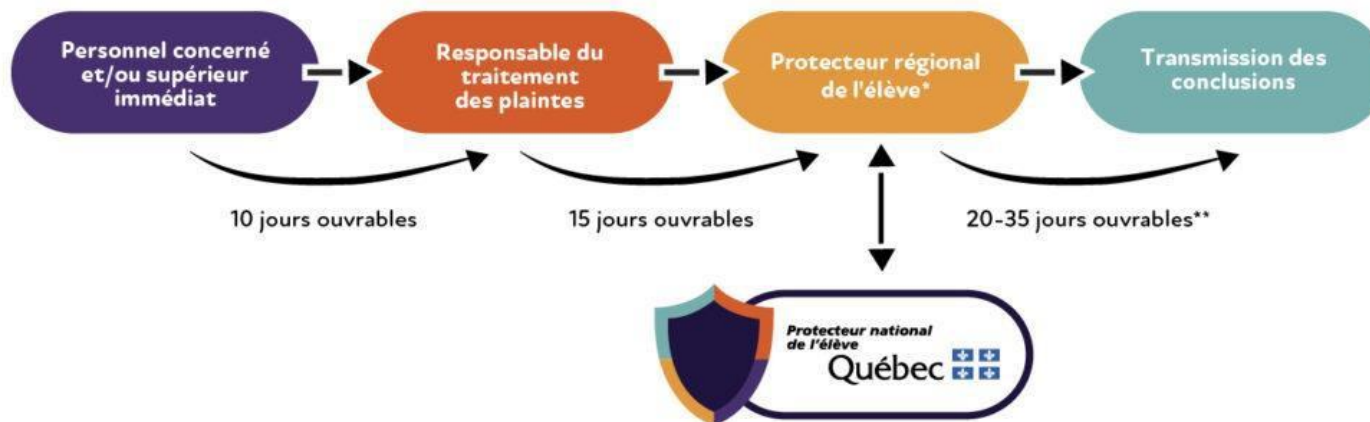 Personnel concerné
et/ou supérieur
immédiat
Responsable du
traitement
des plaintes
Protecteur régional
de l'élève*
Transmission des
conclusions
10 jours ouvrables
15 jours ouvrables
20-35 jours ouvrables**
Protecteur national
de l'élève
Québec